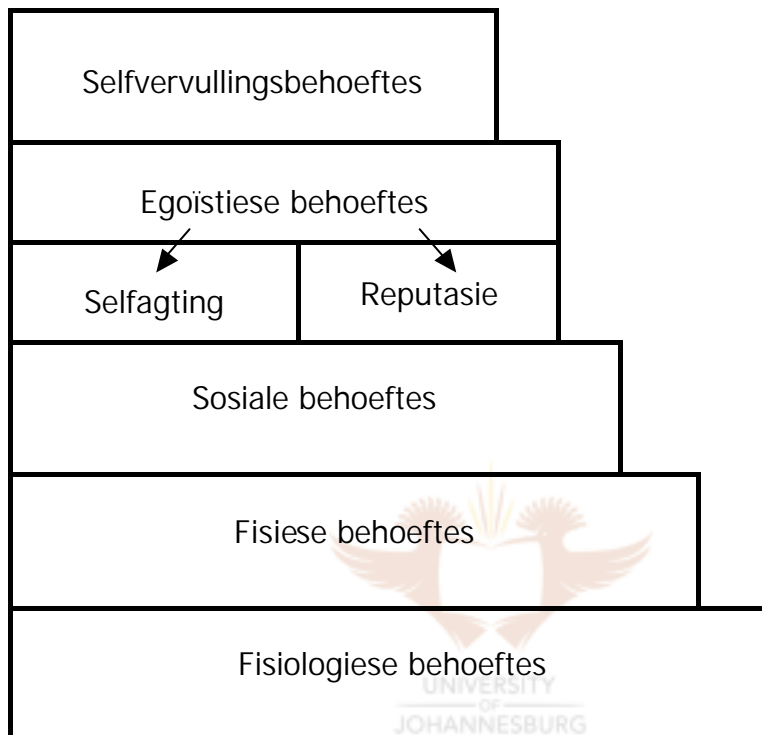 Selfvervullingsbehoeftes
Egoïstiese behoeftes
Selfagting
Reputasie
Sosiale behoeftes
Fisiese behoeftes
Fisiologiese behoeftes
UNIVERSITY
OF
JOHANNESBURG